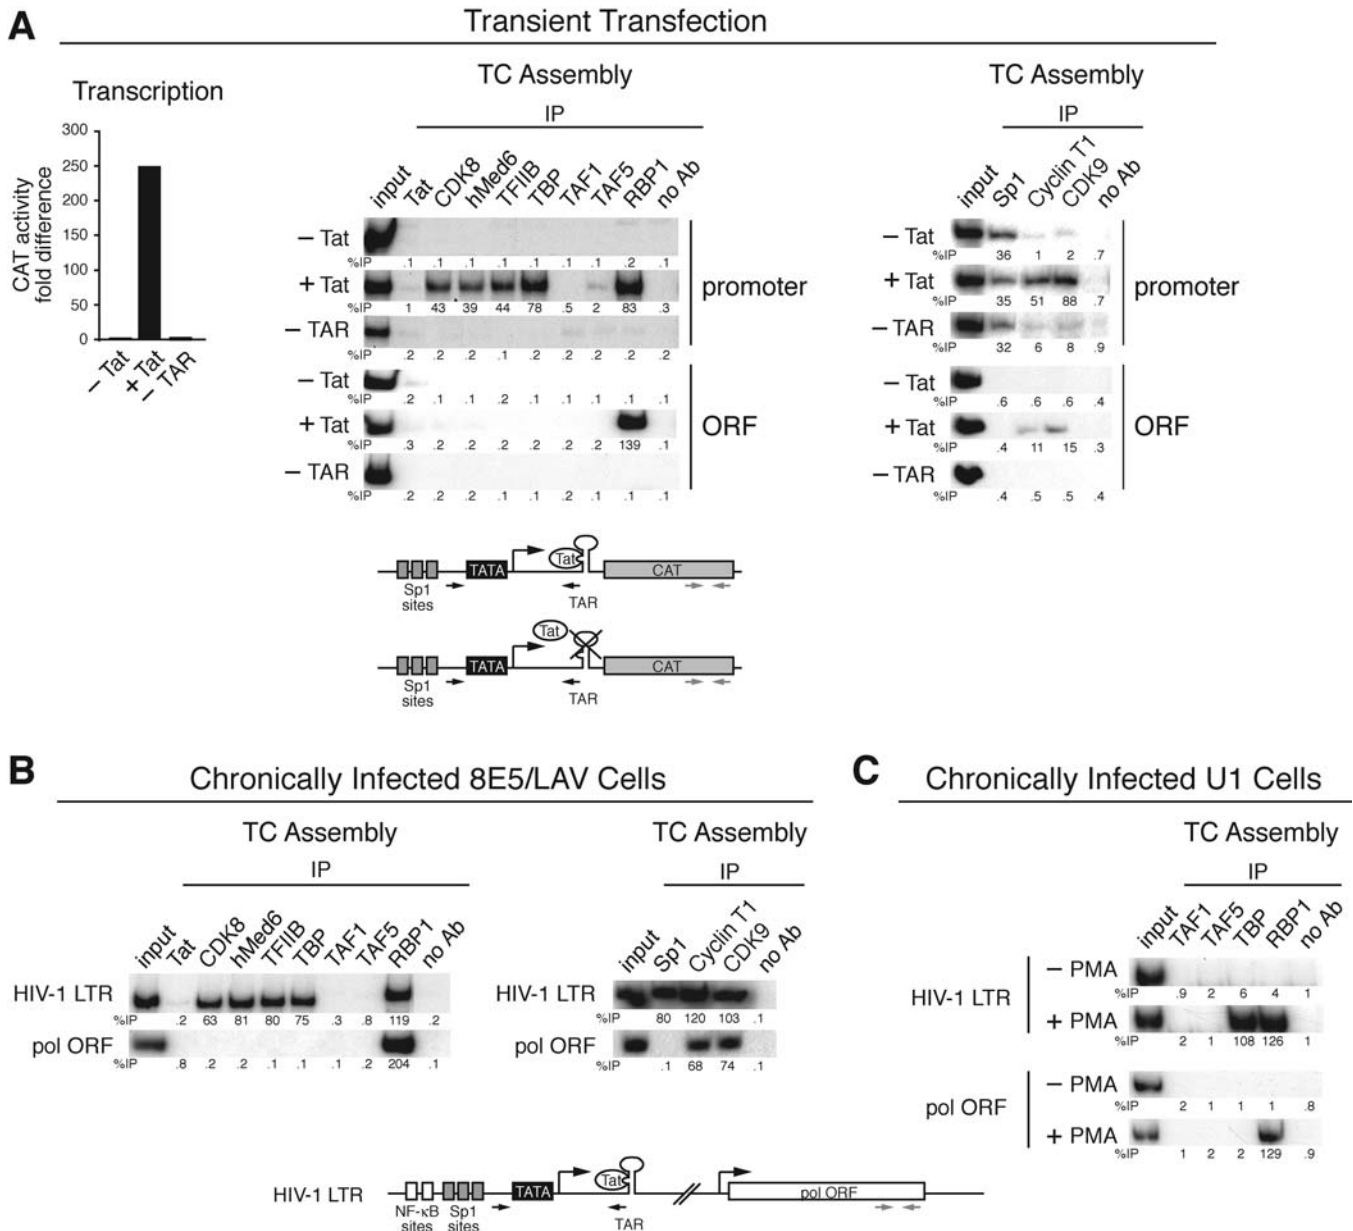 A
Transient Transfection
Transcription
CAT activity
fold difference
300
250
200
150
100
50
0
– Tat
+ Tat
– TAR
TC Assembly
IP
input Tat CDK8 hMed6 TFIIB TBP TAF1 TAF5 RBP1 no Ab
– Tat
%IP .1 .1 .1 .1 .1 .1 .1 .2 .1
+ Tat
%IP 1 43 39 44 78 .5 2 83 .3
– TAR
%IP .2 .2 .2 .1 .2 .2 .2 .2 .2
promoter
– Tat
%IP .2 .1 .1 .2 .1 .1 .1 .1 .1
+ Tat
%IP .3 .2 .2 .2 .2 .2 .2 139 .1
– TAR
%IP .2 .2 .2 .1 .1 .2 .1 .1 .1
ORF
TC Assembly
IP
input Sp1 Cyclin T1 CDK9 no Ab
– Tat
%IP 36 1 2 .7
+ Tat
%IP 35 51 88 .7
– TAR
%IP 32 6 8 .9
promoter
– Tat
%IP .6 .6 .6 .4
+ Tat
%IP .4 11 15 .3
– TAR
%IP .4 .5 .5 .4
ORF
Sp1
sites
TATA
Tat
TAR
CAT
Sp1
sites
TATA
Tat
TAR
CAT
B
Chronically Infected 8E5/LAV Cells
TC Assembly
IP
input Tat CDK8 hMed6 TFIIB TBP TAF1 TAF5 RBP1 no Ab
HIV-1 LTR
%IP .2 63 81 80 75 .3 .8 119 .2
pol ORF
%IP .8 .2 .2 .1 .1 .1 .2 204 .1
TC Assembly
IP
input Sp1 Cyclin T1 CDK9 no Ab
HIV-1 LTR
%IP 80 120 103 .1
pol ORF
%IP .1 68 74 .1
C
Chronically Infected U1 Cells
TC Assembly
IP
input TAF1 TAF5 TBP RBP1 no Ab
HIV-1 LTR
– PMA
%IP .9 2 6 4 1
+ PMA
%IP 2 1 108 126 1
pol ORF
– PMA
%IP 2 1 1 1 .8
+ PMA
%IP 1 2 2 129 .9
HIV-1 LTR
NF-κB
sites
Sp1
sites
TATA
Tat
TAR
pol ORF